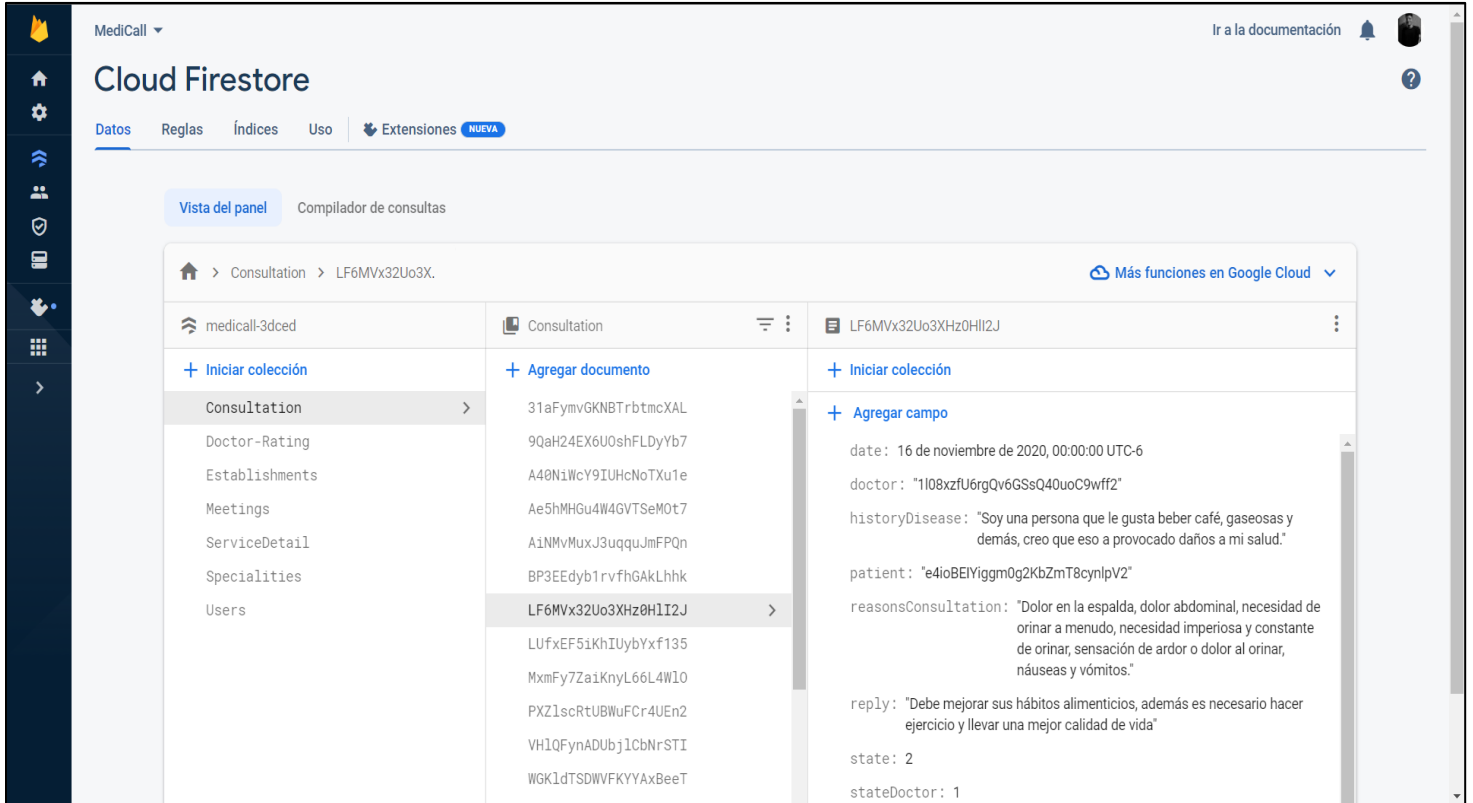 MediCall
Ir a la documentación
Cloud Firestore
Datos Reglas Índices Uso Extensiones NUEVA
Vista del panel Compilador de consultas
Consultation > LF6MVx32Uo3X.
Más funciones en Google Cloud
medicall-3dced
Consultation
LF6MVx32Uo3XHz0HlI2J
+ Iniciar colección
+ Agregar documento
+ Iniciar colección
Consultation
Doctor-Rating
Establishments
Meetings
ServiceDetail
Specialities
Users
31aFymvGKNBTrbtmcXAL
9QaH24EX6UOshFLDyYb7
A40NiWcY9IUHcNoTXu1e
Ae5hMHGu4W4GVTSeMOt7
AiNMvMuxJ3uqquJmFPQn
BP3EEdyb1rvfhGAkLhhk
LF6MVx32Uo3XHz0HlI2J
LUfxEF5iKhIUybYxf135
MxmFy7ZaiKnyL66L4WlO
PXZlscRtUBWuFCr4UEn2
VHlQFynADUbjlCbNrSTI
WGKldTSDWVFKYYAxBeeT
+ Agregar campo
date: 16 de noviembre de 2020, 00:00:00 UTC-6
doctor: "1l08xzfU6rgQv6GSsQ40uoC9wff2"
historyDisease: "Soy una persona que le gusta beber café, gaseosas y
demás, creo que eso a provocado daños a mi salud."
patient: "e4ioBEIYiggm0g2KbZmT8cynlpV2"
reasonsConsultation: "Dolor en la espalda, dolor abdominal, necesidad de
orinar a menudo, necesidad imperiosa y constante
de orinar, sensación de ardor o dolor al orinar,
náuseas y vómitos."
reply: "Debe mejorar sus hábitos alimenticios, además es necesario hacer
ejercicio y llevar una mejor calidad de vida"
state: 2
stateDoctor: 1